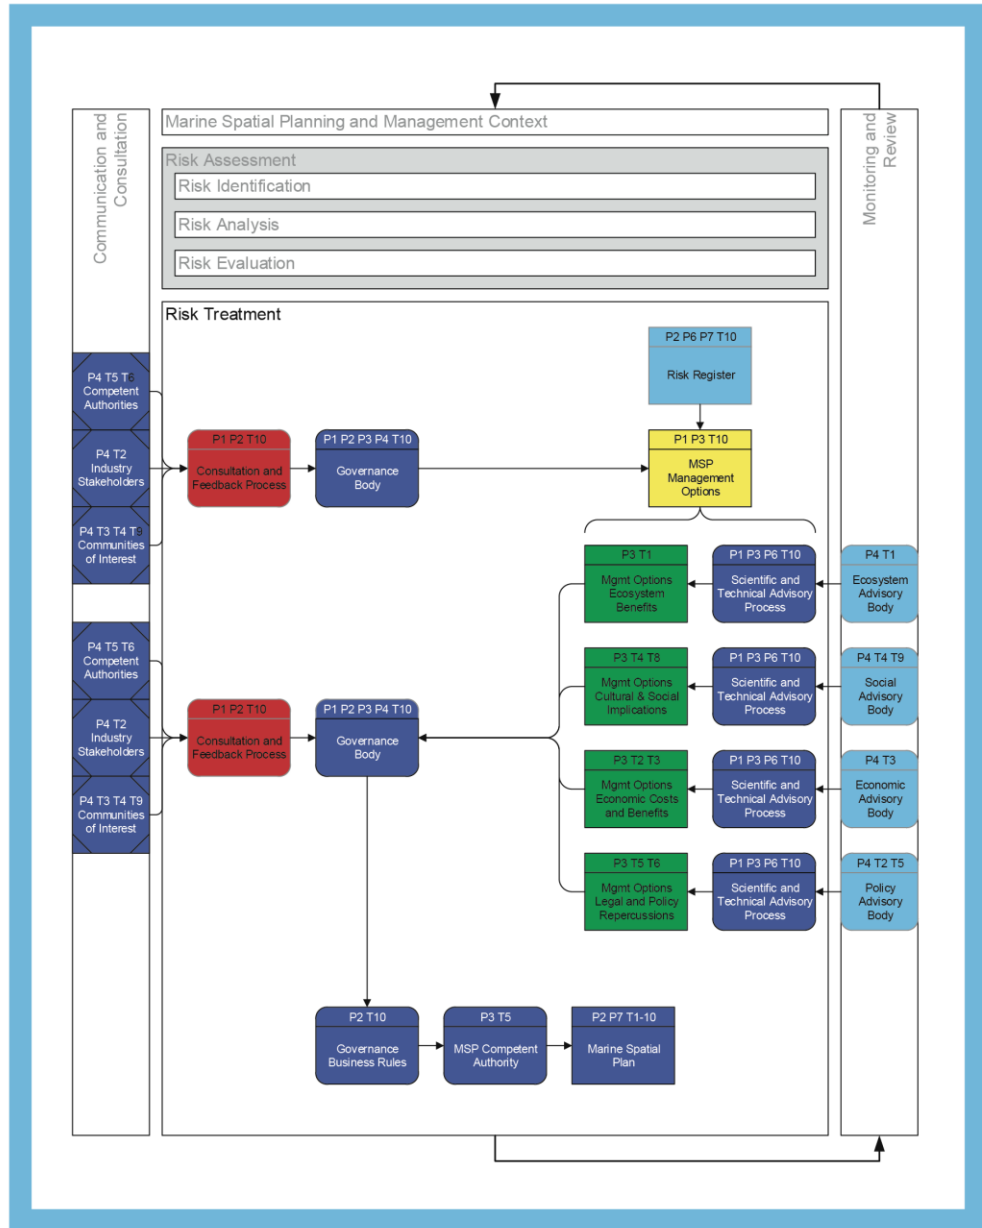 Communication and
Consultation
Marine Spatial Planning and Management Context
Risk Assessment
Risk Identification
Risk Analysis
Risk Evaluation
Monitoring and
Review
Risk Treatment
P2 P6 P7 T10
Risk Register
P4 T5 T6
Competent
Authorities
P4 T2
Industry
Stakeholders
P4 T3 T4 T9
Communities
of Interest
P1 P2 T10
Consultation and
Feedback Process
P1 P2 P3 P4 T10
Governance
Body
P1 P3 T10
MSP
Management
Options
P3 T1
Mgmt Options
Ecosystem
Benefits
P1 P3 P6 T10
Scientific and
Technical Advisory
Process
P4 T1
Ecosystem
Advisory
Body
P4 T5 T6
Competent
Authorities
P4 T2
Industry
Stakeholders
P4 T3 T4 T9
Communities
of Interest
P1 P2 T10
Consultation and
Feedback Process
P1 P2 P3 P4 T10
Governance
Body
P3 T4 T8
Mgmt Options
Cultural & Social
Implications
P1 P3 P6 T10
Scientific and
Technical Advisory
Process
P4 T4 T9
Social
Advisory
Body
P3 T2 T3
Mgmt Options
Economic Costs
and Benefits
P1 P3 P6 T10
Scientific and
Technical Advisory
Process
P4 T3
Economic
Advisory
Body
P3 T5 T6
Mgmt Options
Legal and Policy
Repercussions
P1 P3 P6 T10
Scientific and
Technical Advisory
Process
P4 T2 T5
Policy
Advisory
Body
P2 T10
Governance
Business Rules
P3 T5
MSP Competent
Authority
P2 P7 T1-10
Marine Spatial
Plan